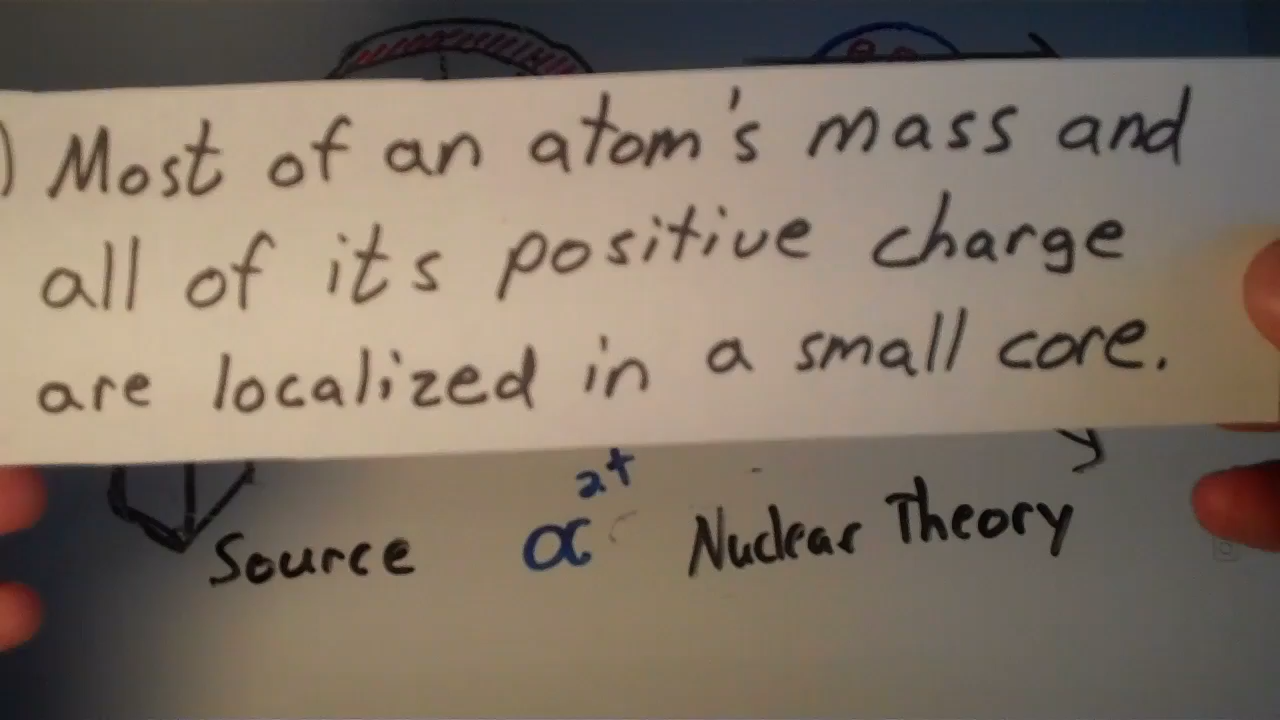 ) Most of an atom's mass and
all of its positive charge
are localized in a small core.
Source α²⁺ Nuclear Theory